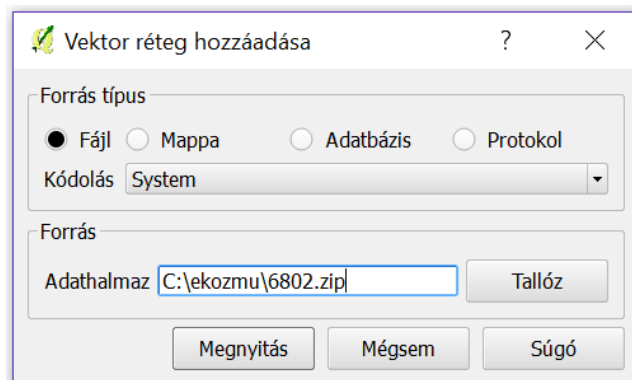 Vektor réteg hozzáadása ?
Forrás típus
Fájl Mappa Adatbázis Protokol
Kódolás System
Forrás
Adathalmaz C:\ekozmu\6802.zip Tallóz
Megnyitás Mégsem Súgó